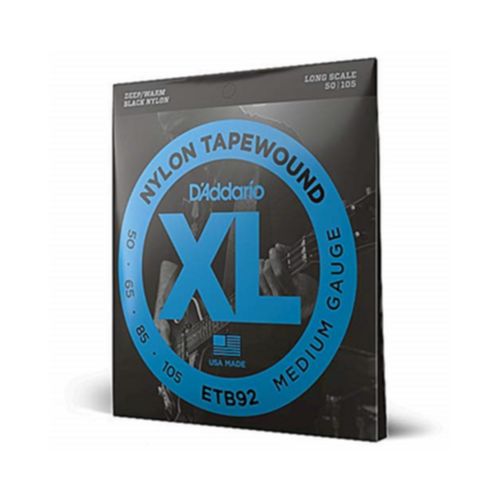 DEEP/WARM
BLACK NYLON
LONG SCALE
50 | 105
NYLON TAPEWOUND
D'Addario
XL
USA MADE
ETB92
MEDIUM GAUGE
50 · 65 · 85 · 105